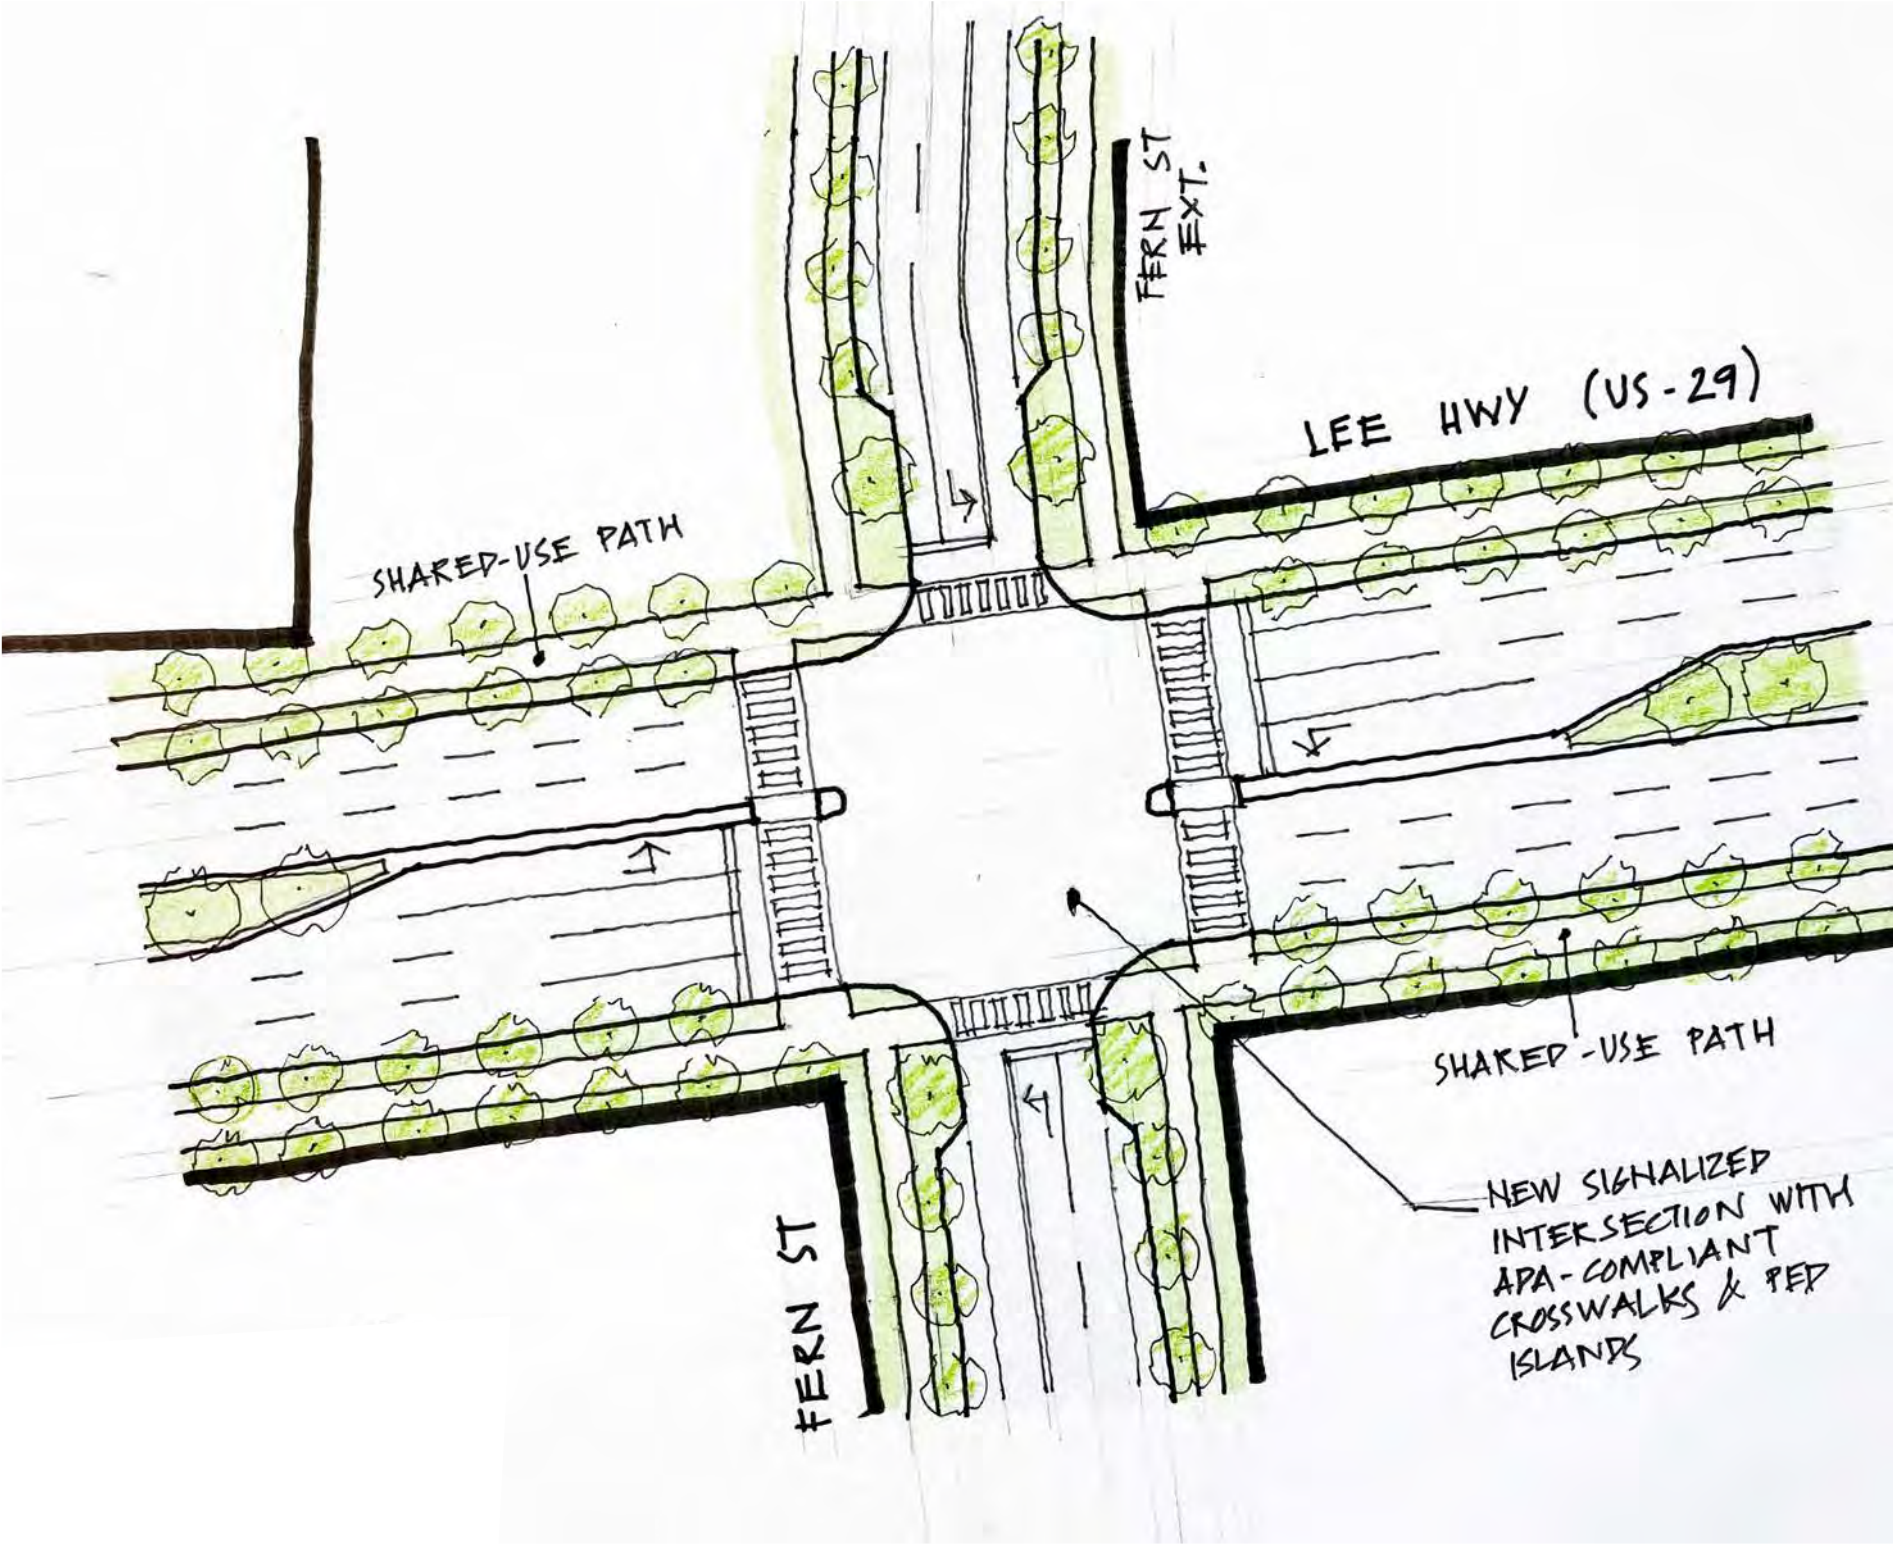 FERN ST
EXT.
LEE HWY (US-29)
SHARED-USE PATH
SHARED-USE PATH
NEW SIGNALIZED
INTERSECTION WITH
ADA-COMPLIANT
CROSSWALKS & PED
ISLANDS
FERN ST